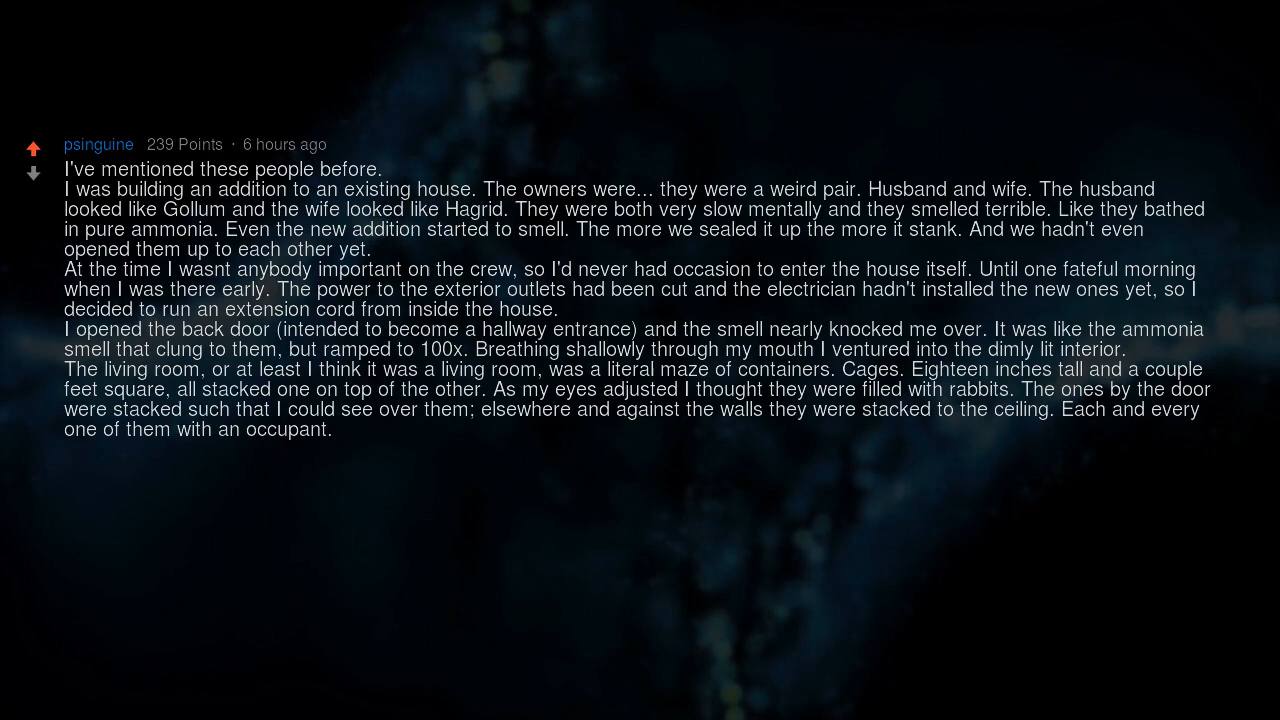 psinguine 239 Points · 6 hours ago
I've mentioned these people before.
I was building an addition to an existing house. The owners were... they were a weird pair. Husband and wife. The husband
looked like Gollum and the wife looked like Hagrid. They were both very slow mentally and they smelled terrible. Like they bathed
in pure ammonia. Even the new addition started to smell. The more we sealed it up the more it stank. And we hadn't even
opened them up to each other yet.
At the time I wasnt anybody important on the crew, so I'd never had occasion to enter the house itself. Until one fateful morning
when I was there early. The power to the exterior outlets had been cut and the electrician hadn't installed the new ones yet, so I
decided to run an extension cord from inside the house.
I opened the back door (intended to become a hallway entrance) and the smell nearly knocked me over. It was like the ammonia
smell that clung to them, but ramped to 100x. Breathing shallowly through my mouth I ventured into the dimly lit interior.
The living room, or at least I think it was a living room, was a literal maze of containers. Cages. Eighteen inches tall and a couple
feet square, all stacked one on top of the other. As my eyes adjusted I thought they were filled with rabbits. The ones by the door
were stacked such that I could see over them; elsewhere and against the walls they were stacked to the ceiling. Each and every
one of them with an occupant.